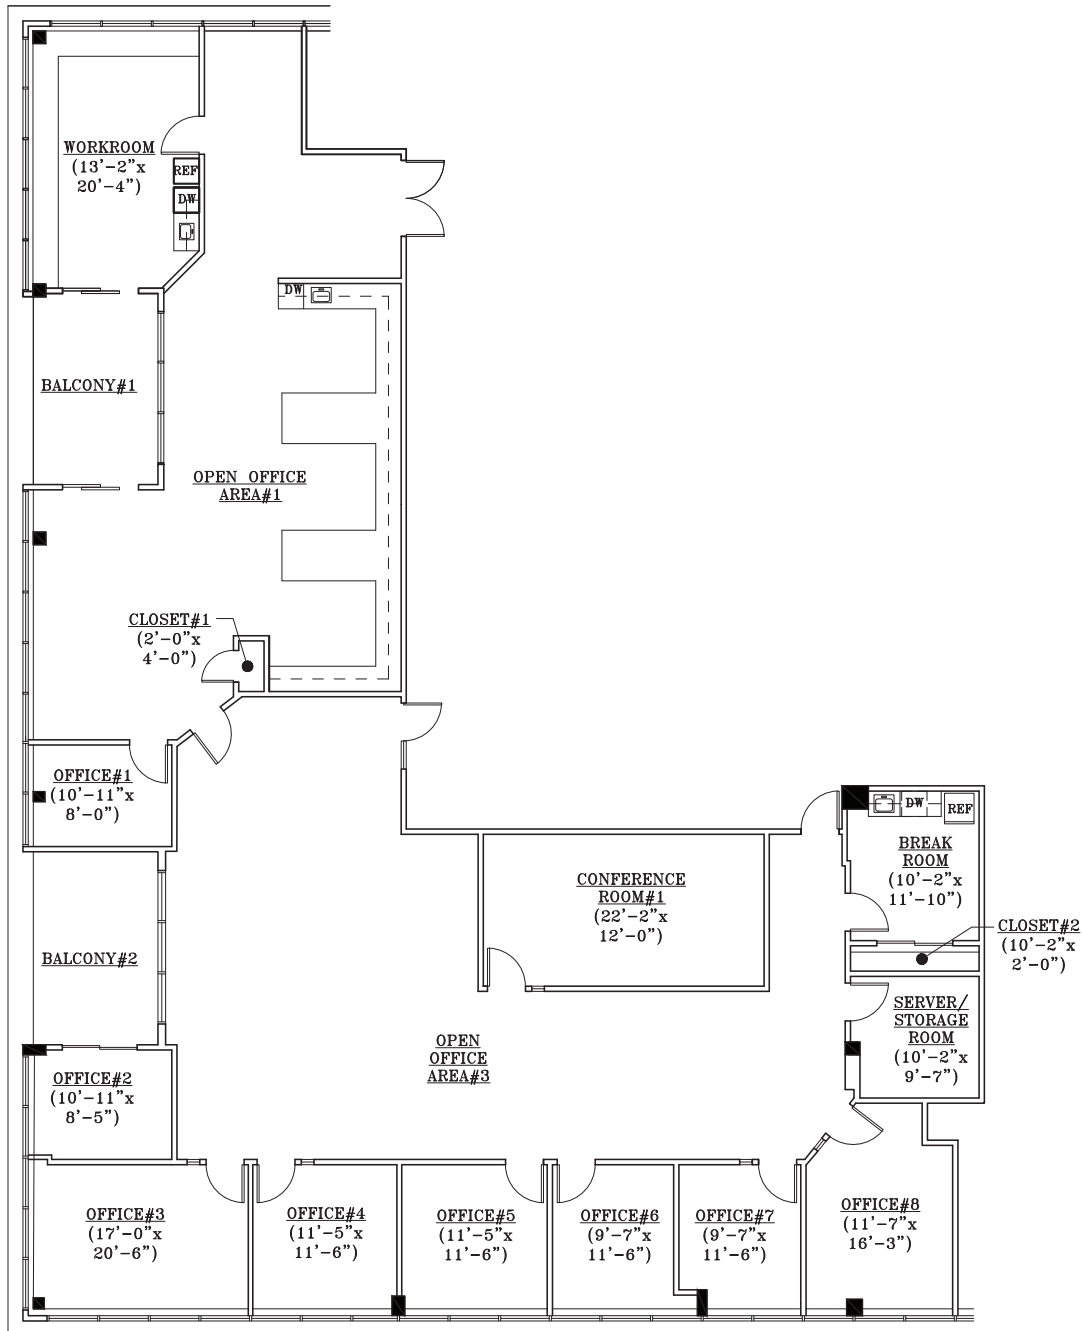 WORKROOM
(13'-2"x
20'-4")
REF
DW
DW
BALCONY#1
OPEN OFFICE
AREA#1
CLOSET#1
(2'-0"x
4'-0")
OFFICE#1
(10'-11"x
8'-0")
DW
REF
BREAK
ROOM
(10'-2"x
11'-10")
CONFERENCE
ROOM#1
(22'-2"x
12'-0")
CLOSET#2
(10'-2"x
2'-0")
BALCONY#2
SERVER/
STORAGE
ROOM
(10'-2"x
9'-7")
OPEN
OFFICE
AREA#3
OFFICE#2
(10'-11"x
8'-5")
OFFICE#3
(17'-0"x
20'-6")
OFFICE#4
(11'-5"x
11'-6")
OFFICE#5
(11'-5"x
11'-6")
OFFICE#6
(9'-7"x
11'-6")
OFFICE#7
(9'-7"x
11'-6")
OFFICE#8
(11'-7"x
16'-3")